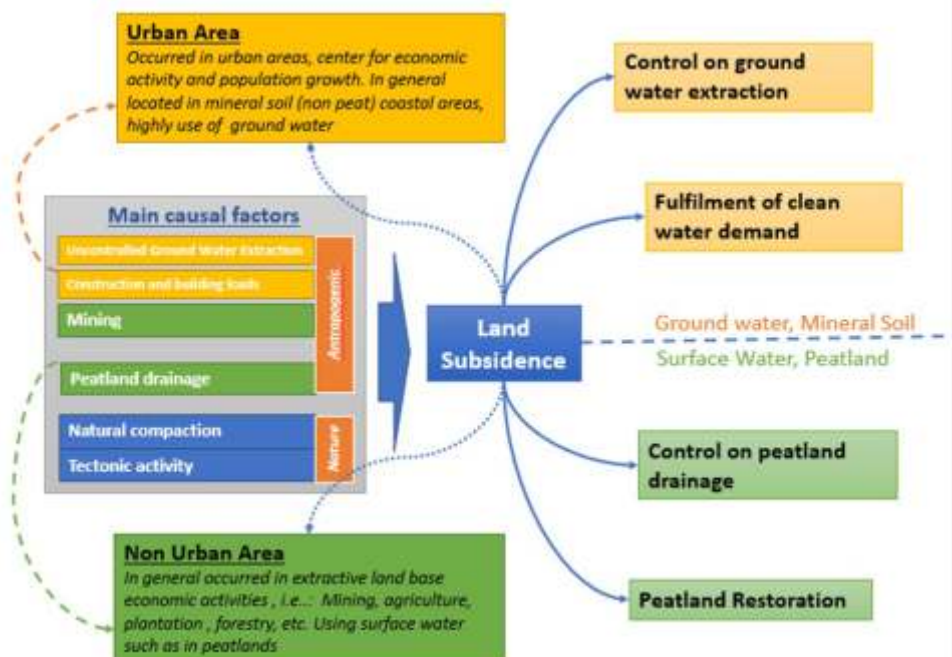 Urban Area
Occurred in urban areas, center for economic
activity and population growth. In general
located in mineral soil (non peat) coastal areas,
highly use of ground water
Main causal factors
Uncontrolled Ground Water Extraction
Construction and building loads
Mining
Peatland drainage
Antropogenic
Natural compaction
Tectonic activity
Nature
Land
Subsidence
Control on ground
water extraction
Fulfilment of clean
water demand
Ground water, Mineral Soil
Surface Water, Peatland
Control on peatland
drainage
Peatland Restoration
Non Urban Area
In general occurred in extractive land base
economic activities , i.e..: Mining, agriculture,
plantation , forestry, etc. Using surface water
such as in peatlands